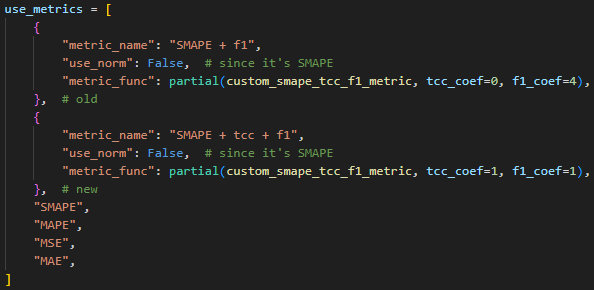 use_metrics = [
    {
        "metric_name": "SMAPE + f1",
        "use_norm": False,  # since it's SMAPE
        "metric_func": partial(custom_smape_tcc_f1_metric, tcc_coef=0, f1_coef=4),
    },  # old
    {
        "metric_name": "SMAPE + tcc + f1",
        "use_norm": False,  # since it's SMAPE
        "metric_func": partial(custom_smape_tcc_f1_metric, tcc_coef=1, f1_coef=1),
    },  # new
    "SMAPE",
    "MAPE",
    "MSE",
    "MAE",
]